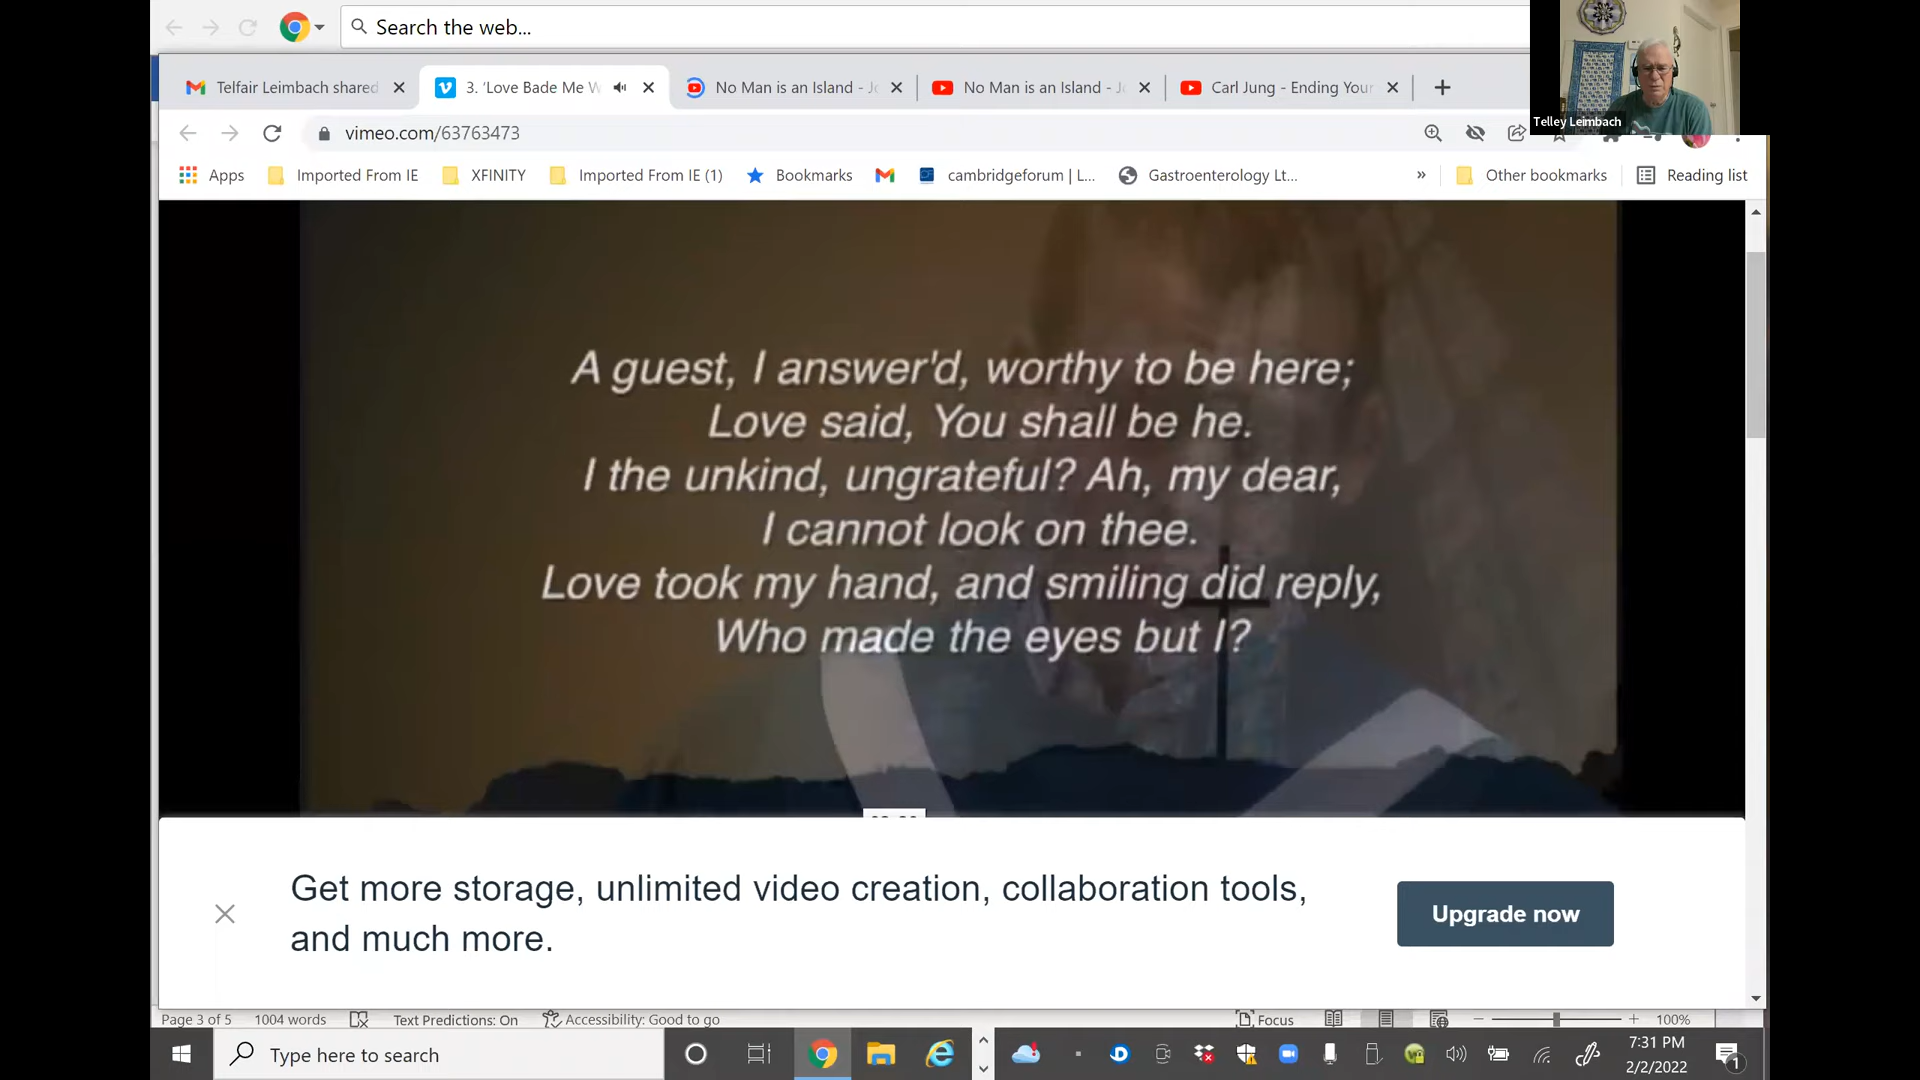 Search the web...
Telley Leimbach
Telfair Leimbach shared
3. ‘Love Bade Me W
No Man is an Island - Jo
No Man is an Island - Jo
Carl Jung - Ending Your
vimeo.com/63763473
Apps
Imported From IE
XFINITY
Imported From IE (1)
Bookmarks
cambridgeforum | L...
Gastroenterology Lt...
»
Other bookmarks
Reading list
A guest, I answer'd, worthy to be here;
Love said, You shall be he.
I the unkind, ungrateful? Ah, my dear,
I cannot look on thee.
Love took my hand, and smiling did reply,
Who made the eyes but I?
Get more storage, unlimited video creation, collaboration tools,
and much more.
Upgrade now
Page 3 of 5
1004 words
Text Predictions: On
Accessibility: Good to go
Focus
100%
Type here to search
7:31 PM
2/2/2022
1